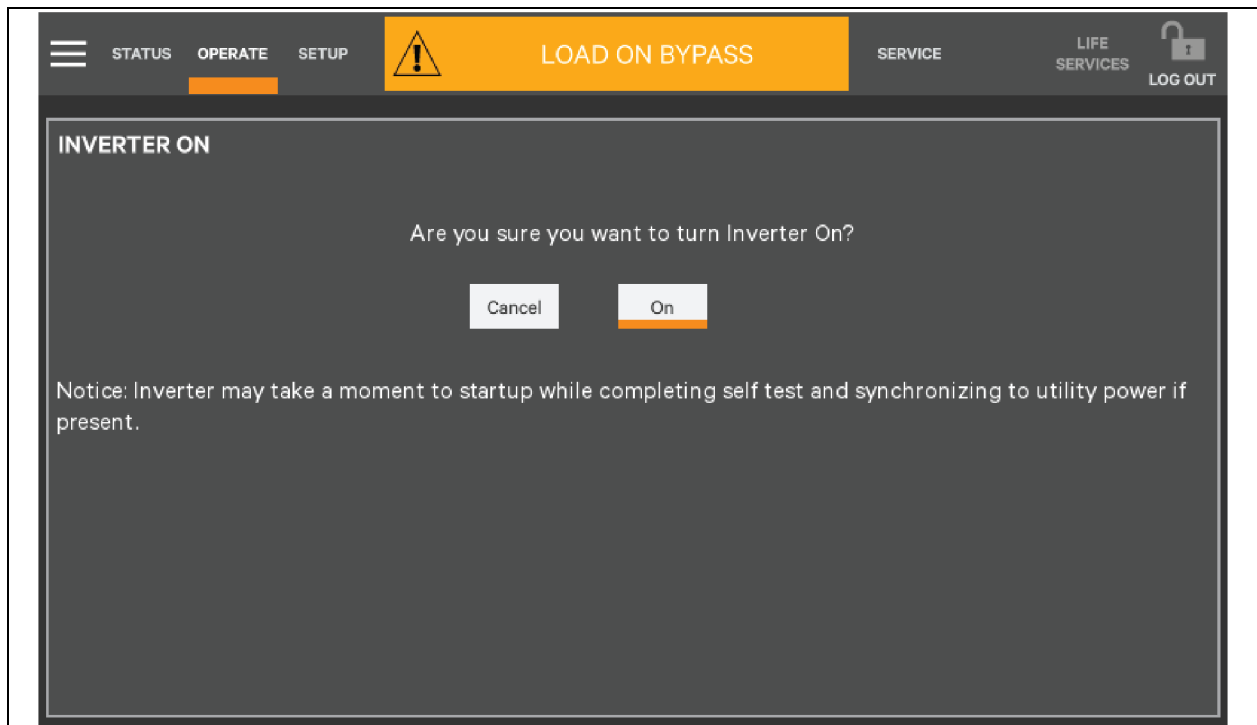 STATUS OPERATE SETUP LOAD ON BYPASS SERVICE LIFE SERVICES LOG OUT
INVERTER ON
Are you sure you want to turn Inverter On?
Cancel On
Notice: Inverter may take a moment to startup while completing self test and synchronizing to utility power if
present.